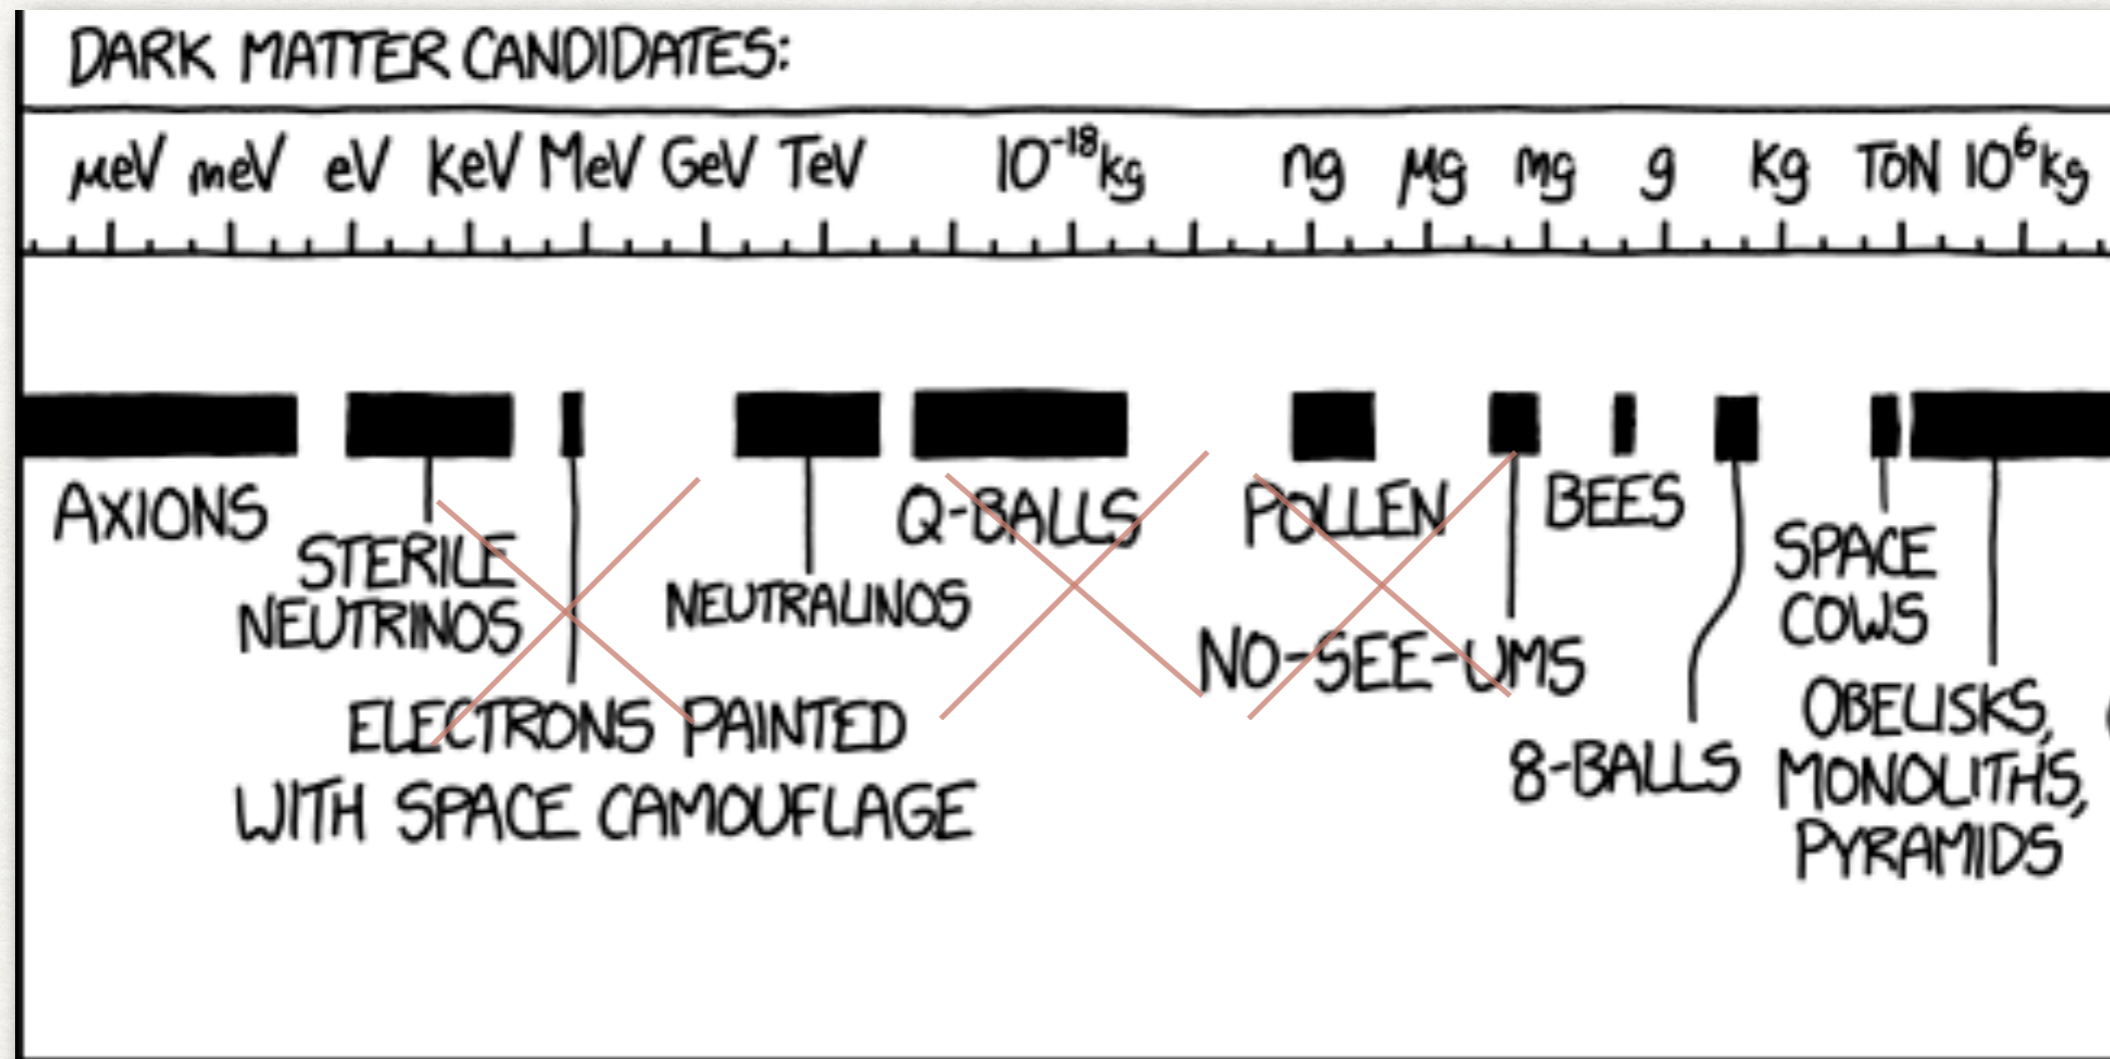 DARK MATTER CANDIDATES:
μeV meV eV KeV MeV GeV TeV 10⁻¹⁸kg ng μg mg g Kg TON 10⁶kg
AXIONS
STERILE
NEUTRINOS
ELECTRONS PAINTED
WITH SPACE CAMOUFLAGE
NEUTRALINOS
Q-BALLS
POLLEN
NO-SEE-UMS
BEES
8-BALLS
SPACE
COWS
OBELISKS,
MONOLITHS,
PYRAMIDS